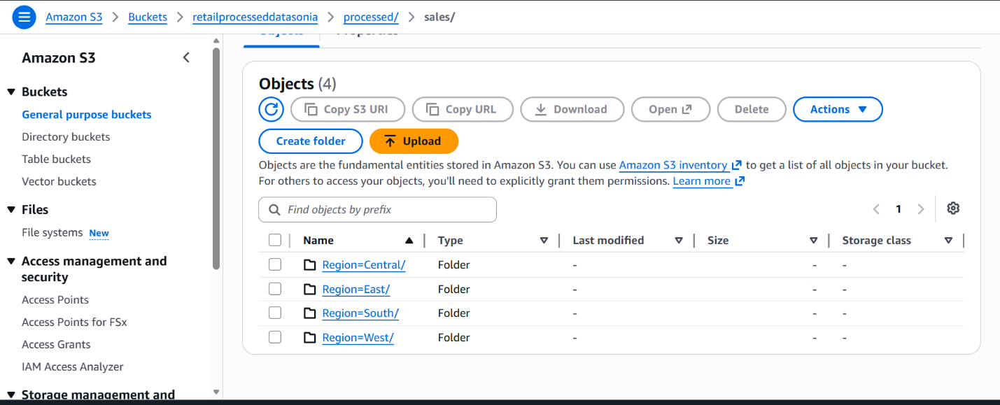 Amazon S3 > Buckets > retailprocesseddatasonia > processed/ > sales/
Amazon S3
Buckets
General purpose buckets
Directory buckets
Table buckets
Vector buckets
Files
File systems New
Access management and
security
Access Points
Access Points for FSx
Access Grants
IAM Access Analyzer
Storage management and
Objects Properties
Objects (4)
Copy S3 URI Copy URL Download Open Delete Actions
Create folder Upload
Objects are the fundamental entities stored in Amazon S3. You can use Amazon S3 inventory to get a list of all objects in your bucket.
For others to access your objects, you'll need to explicitly grant them permissions. Learn more
Find objects by prefix 1
Name Type Last modified Size Storage class
Region=Central/ Folder - - -
Region=East/ Folder - - -
Region=South/ Folder - - -
Region=West/ Folder - - -